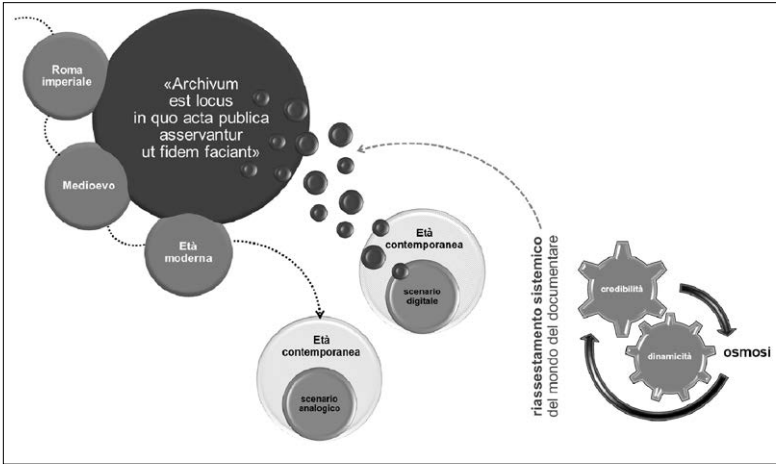 Roma
imperiale
«Archivum
est locus
in quo acta publica
asservantur
ut fidem faciant»
Medioevo
Età
moderna
Età
contemporanea
scenario
digitale
Età
contemporanea
scenario
analogico
riassestamento sistemico
del mondo del documentare
credibilità
dinamicità
osmosi